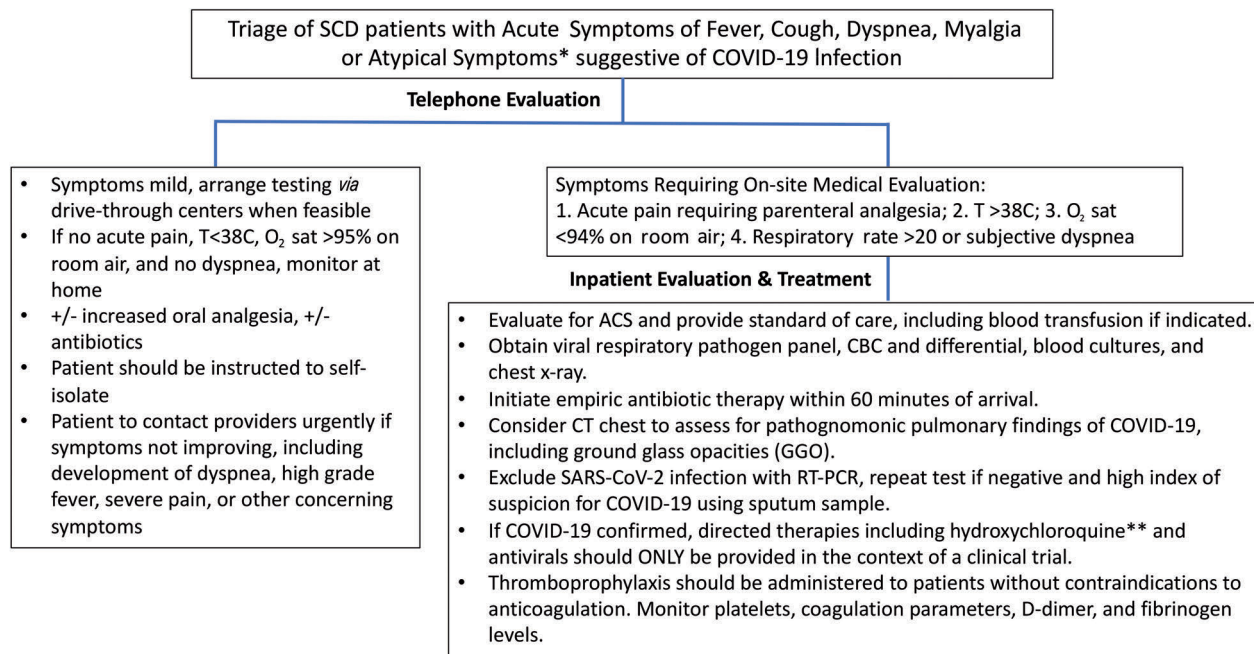 Triage of SCD patients with Acute Symptoms of Fever, Cough, Dyspnea, Myalgia
or Atypical Symptoms* suggestive of COVID-19 Infection
Telephone Evaluation
• Symptoms mild, arrange testing via
drive-through centers when feasible
• If no acute pain, T<38C, O₂ sat >95% on
room air, and no dyspnea, monitor at
home
• +/- increased oral analgesia, +/-
antibiotics
• Patient should be instructed to self-
isolate
• Patient to contact providers urgently if
symptoms not improving, including
development of dyspnea, high grade
fever, severe pain, or other concerning
symptoms
Symptoms Requiring On-site Medical Evaluation:
1. Acute pain requiring parenteral analgesia; 2. T >38C; 3. O₂ sat
<94% on room air; 4. Respiratory rate >20 or subjective dyspnea
Inpatient Evaluation & Treatment
• Evaluate for ACS and provide standard of care, including blood transfusion if indicated.
• Obtain viral respiratory pathogen panel, CBC and differential, blood cultures, and
chest x-ray.
• Initiate empiric antibiotic therapy within 60 minutes of arrival.
• Consider CT chest to assess for pathognomonic pulmonary findings of COVID-19,
including ground glass opacities (GGO).
• Exclude SARS-CoV-2 infection with RT-PCR, repeat test if negative and high index of
suspicion for COVID-19 using sputum sample.
• If COVID-19 confirmed, directed therapies including hydroxychloroquine** and
antivirals should ONLY be provided in the context of a clinical trial.
• Thromboprophylaxis should be administered to patients without contraindications to
anticoagulation. Monitor platelets, coagulation parameters, D-dimer, and fibrinogen
levels.